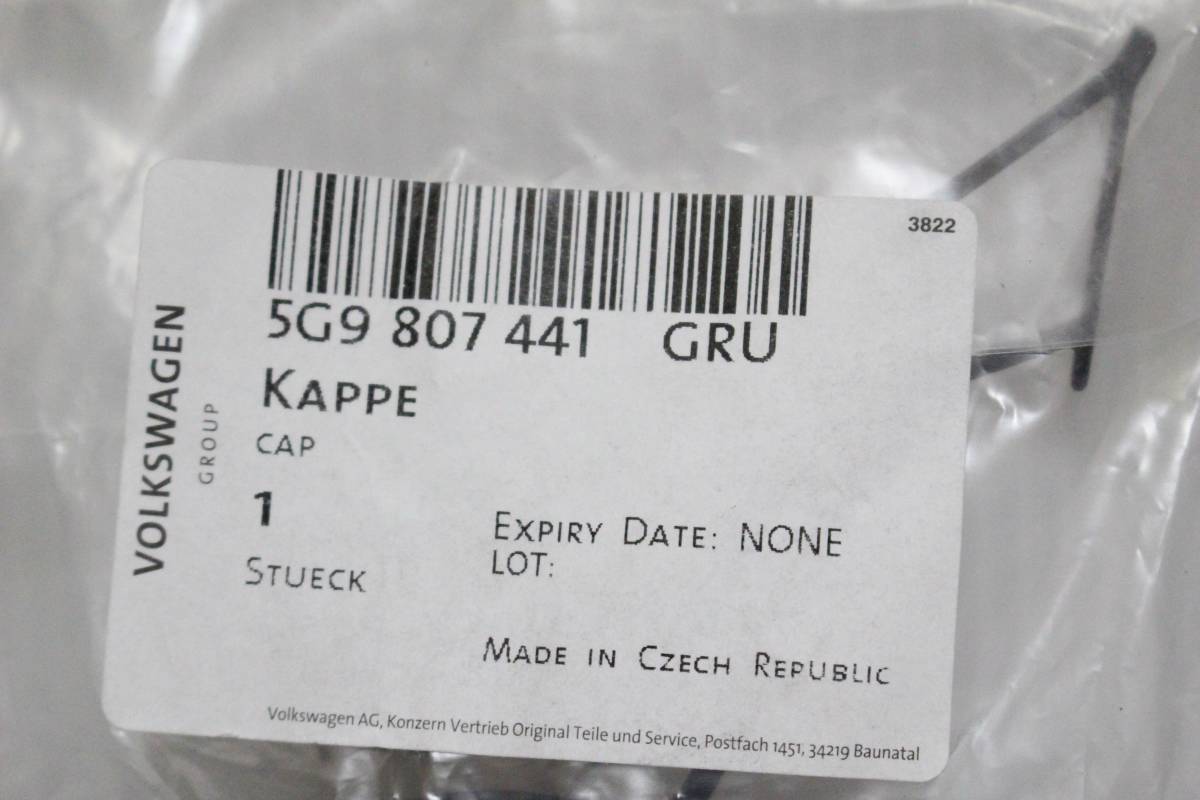 3822
5G9 807 441 GRU
KAPPE
CAP
1
STUECK
EXPIRY DATE: NONE
LOT:
MADE IN CZECH REPUBLIC
VOLKSWAGEN
GROUP
Volkswagen AG, Konzern Vertrieb Original Teile und Service, Postfach 1451, 34219 Baunatal